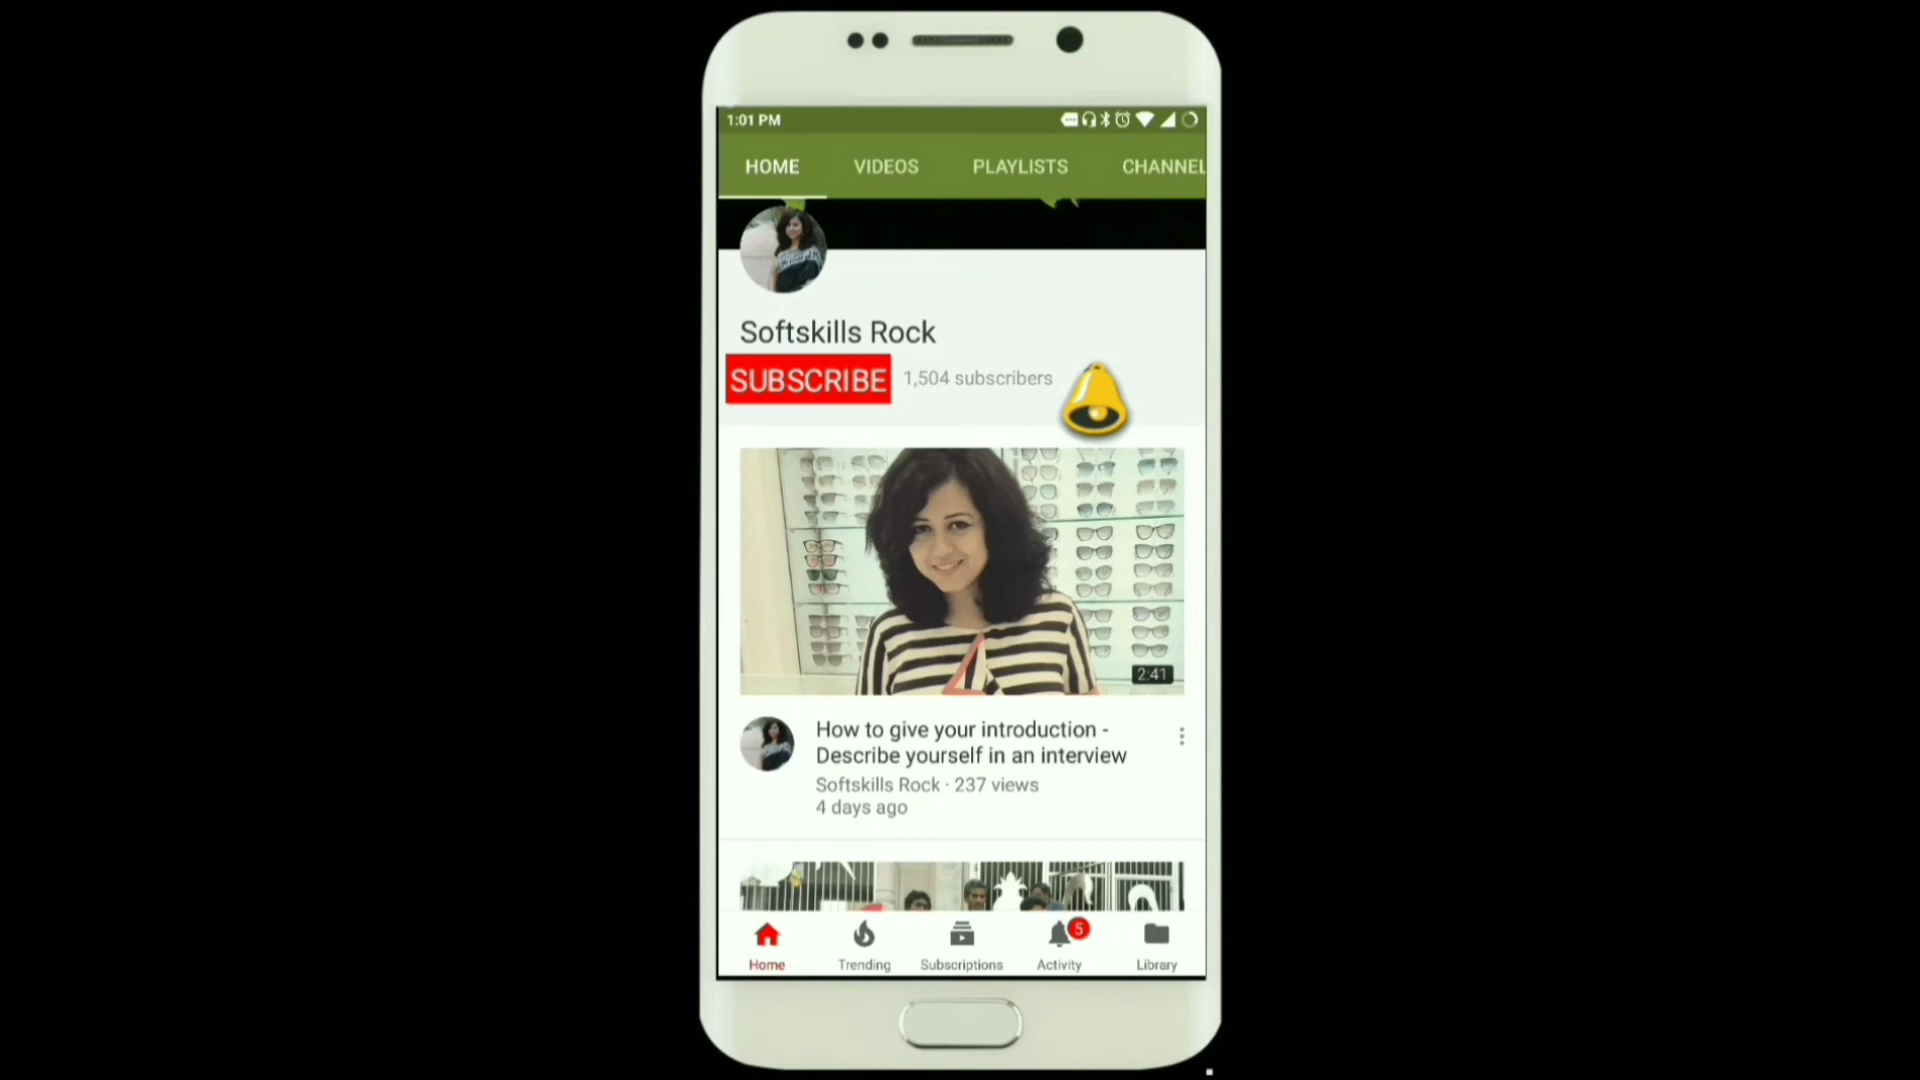 1:01 PM
HOME VIDEOS PLAYLISTS CHANNEL
Softskills Rock
SUBSCRIBE 1,504 subscribers
2:41
How to give your introduction -
Describe yourself in an interview
Softskills Rock · 237 views
4 days ago
5
Home Trending Subscriptions Activity Library